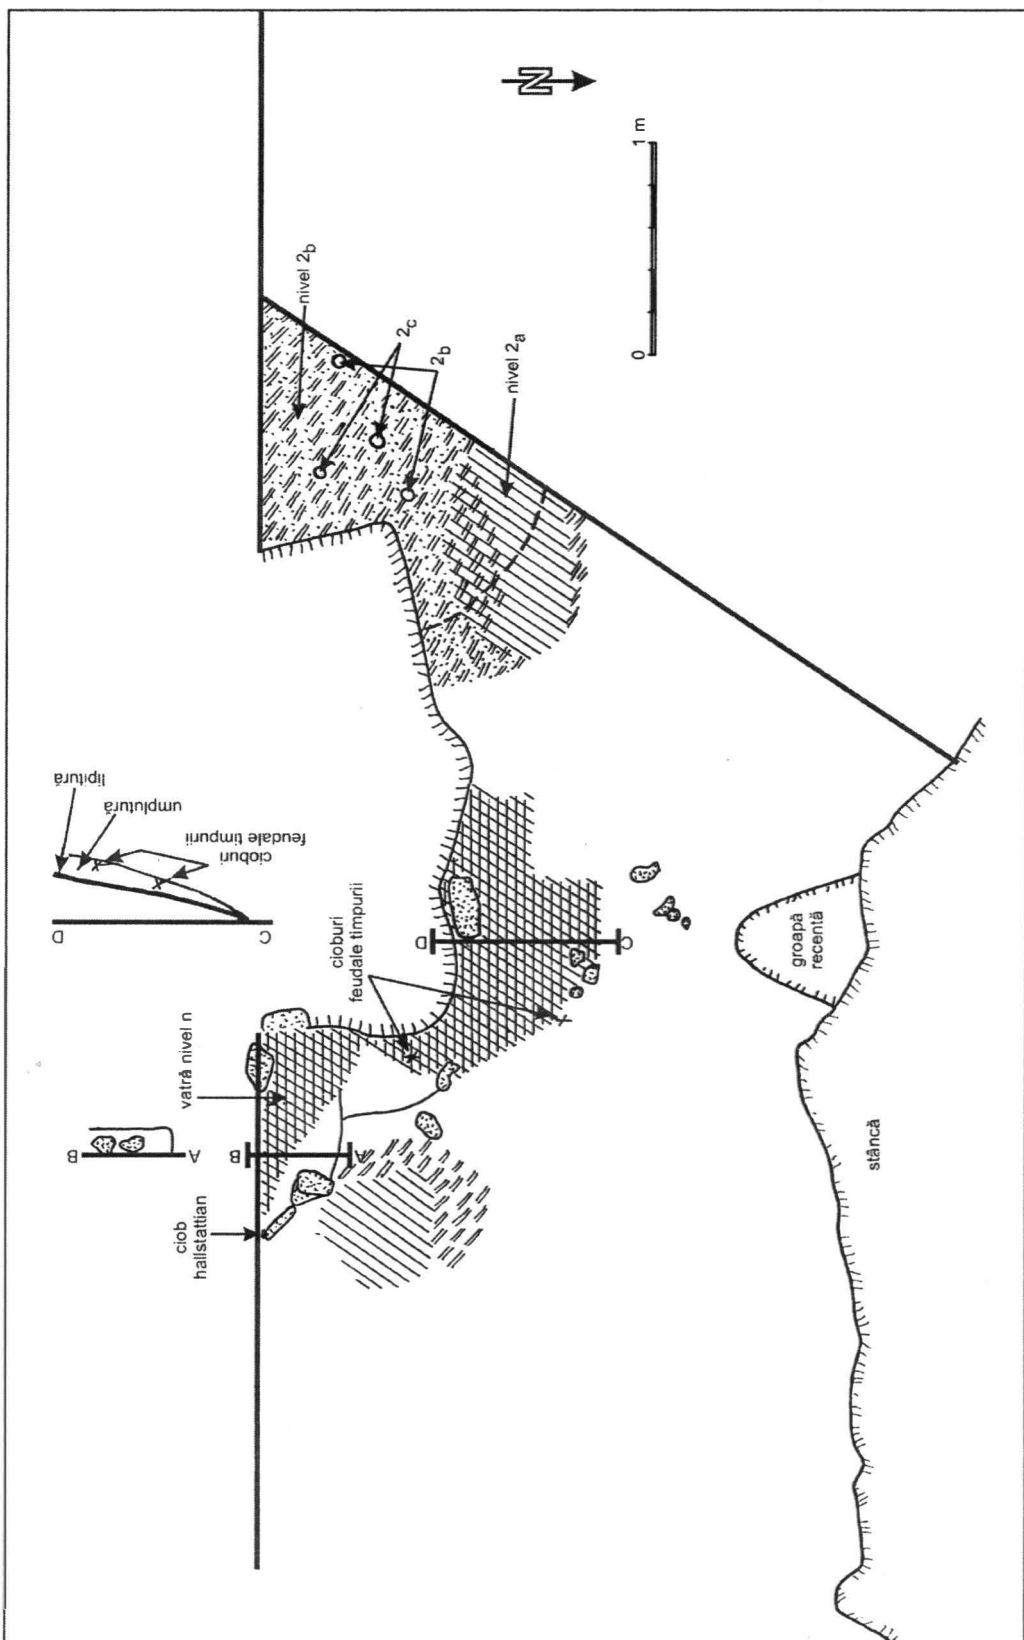 N
0 1 m
nivel 2b
2c
2b
nivel 2a
lipitură
umplutură
cioburi
feudale timpurii
D
C
cioburi
feudale timpurii
D
C
groapă
recentă
vatră nivel n
B
A
B
A
ciob
hallstattian
stâncă